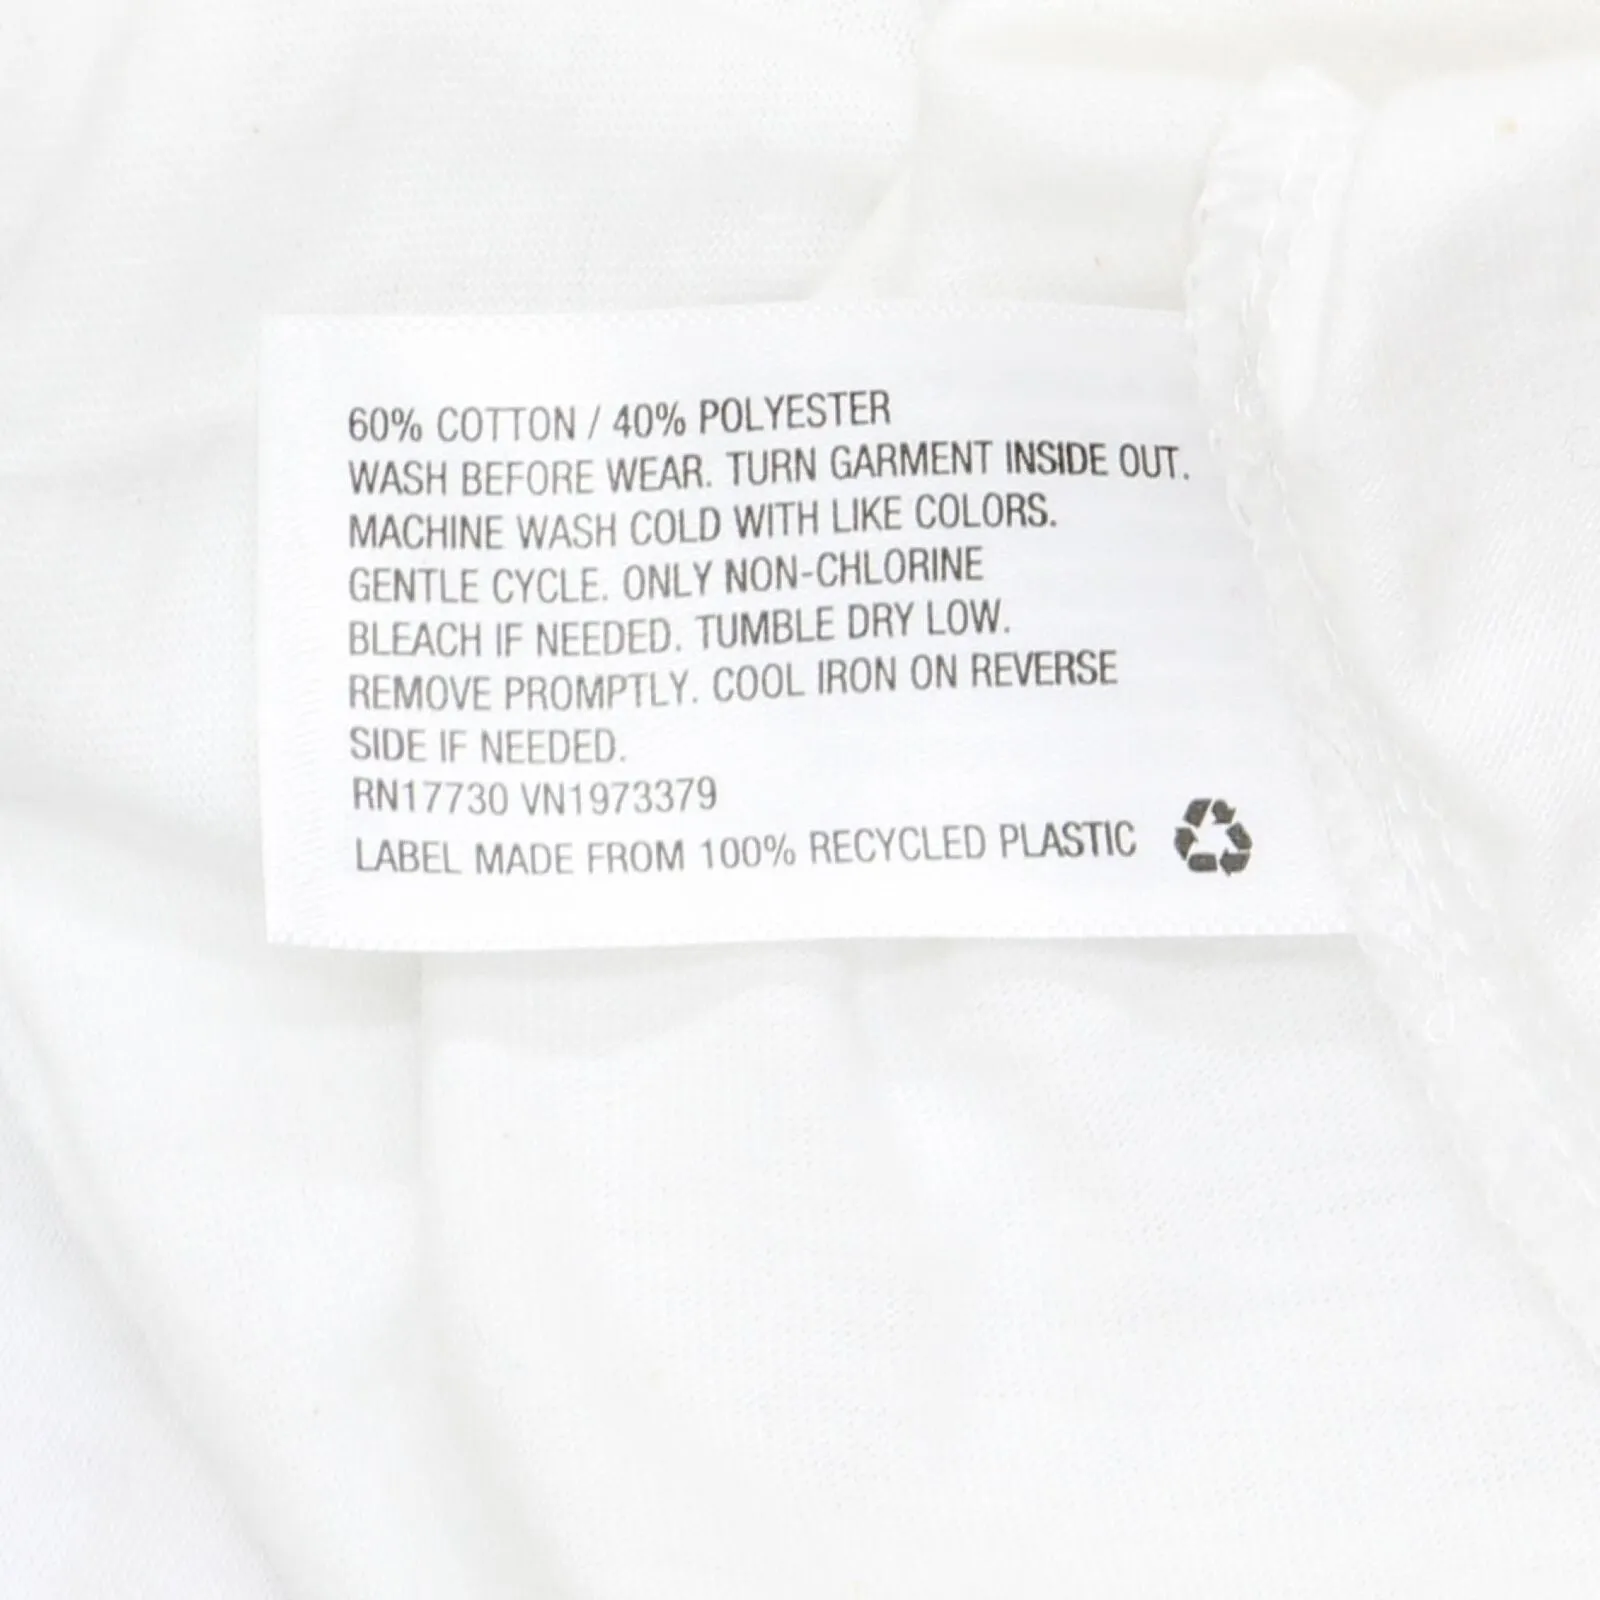 60% COTTON / 40% POLYESTER
WASH BEFORE WEAR. TURN GARMENT INSIDE OUT.
MACHINE WASH COLD WITH LIKE COLORS.
GENTLE CYCLE. ONLY NON-CHLORINE
BLEACH IF NEEDED. TUMBLE DRY LOW.
REMOVE PROMPTLY. COOL IRON ON REVERSE
SIDE IF NEEDED.
RN17730 VN1973379
LABEL MADE FROM 100% RECYCLED PLASTIC